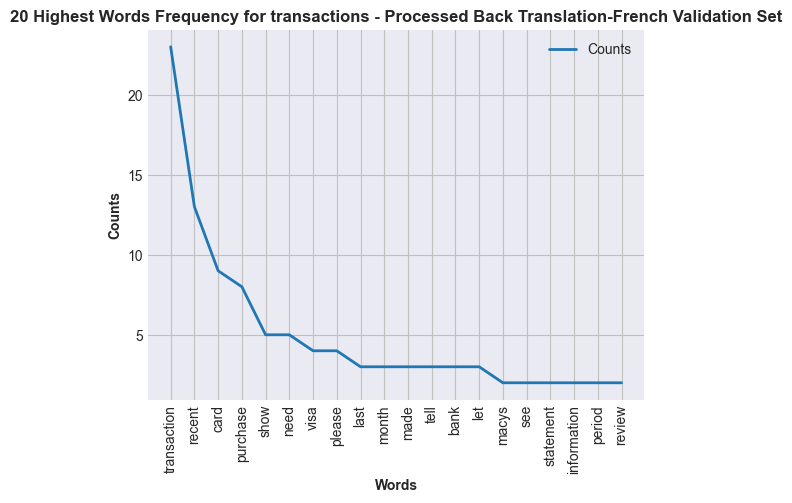 20 Highest Words Frequency for transactions - Processed Back Translation-French Validation Set
Counts
20
15
10
5
Counts
transaction
recent
card
purchase
show
need
visa
please
last
month
made
tell
bank
let
macys
see
statement
information
period
review
Words